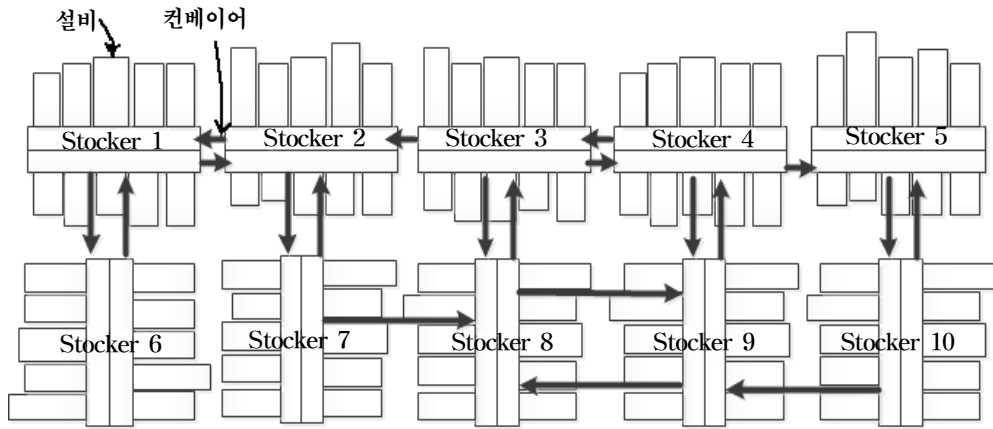 설비
컨베이어
Stocker 1
Stocker 2
Stocker 3
Stocker 4
Stocker 5
Stocker 6
Stocker 7
Stocker 8
Stocker 9
Stocker 10